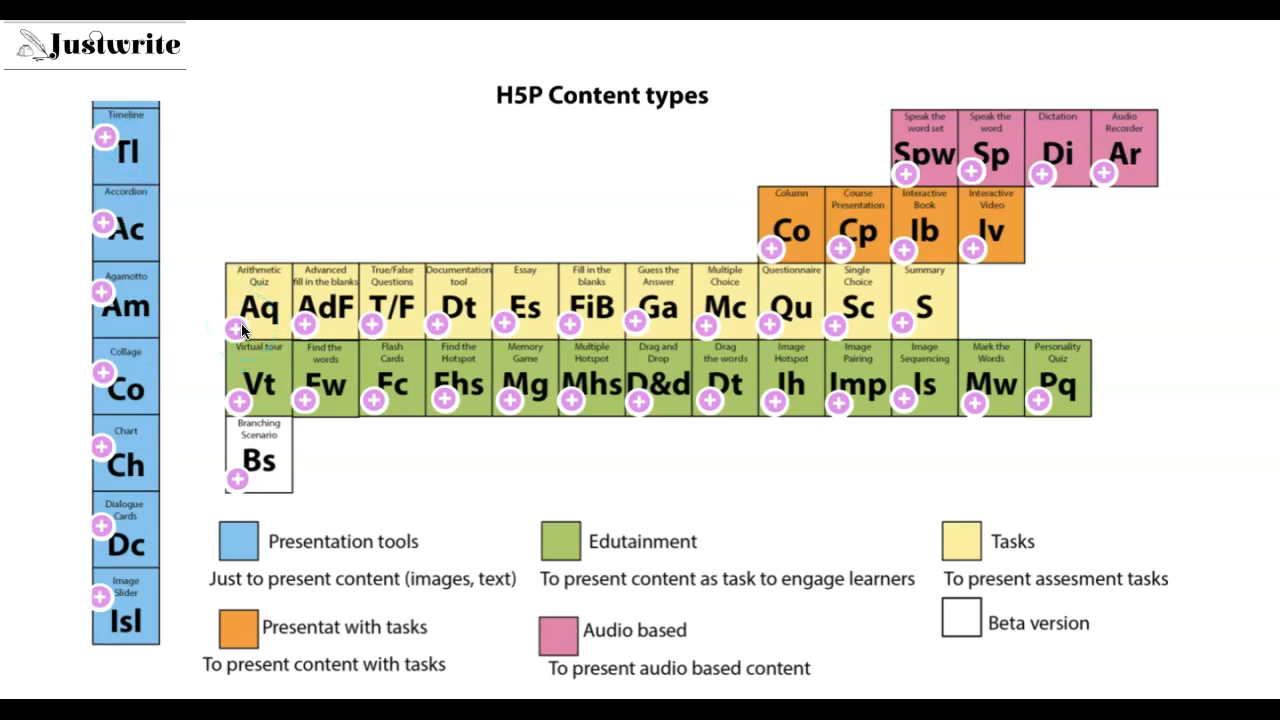 Justwrite
H5P Content types
Timeline
Tl
Accordion
Ac
Agamotto
Am
Collage
Co
Chart
Ch
Dialogue
Cards
Dc
Image
Slider
Isl
Speak the
word set
Spw
Speak the
word
Sp
Dictation
Di
Audio
Recorder
Ar
Column
Co
Course
Presentation
Cp
Interactive
Book
Ib
Interactive
Video
Iv
Arithmetic
Quiz
Aq
Advanced
fill in the blanks
AdF
True/False
Questions
T/F
Documentation
tool
Dt
Essay
Es
Fill in the
blanks
FiB
Guess the
Answer
Ga
Multiple
Choice
Mc
Questionnaire
Qu
Single
Choice
Sc
Summary
S
Virtual tour
Vt
Find the
words
Fw
Flash
Cards
Fc
Find the
Hotspot
Fhs
Memory
Game
Mg
Multiple
Hotspot
Mhs
Drag and
Drop
D&d
Drag
the words
Dt
Image
Hotspot
Ih
Image
Pairing
Imp
Image
Sequencing
Is
Mark the
Words
Mw
Personality
Quiz
Pq
Branching
Scenario
Bs
Presentation tools
Just to present content (images, text)
Edutainment
To present content as task to engage learners
Tasks
To present assesment tasks
Presentat with tasks
To present content with tasks
Audio based
To present audio based content
Beta version